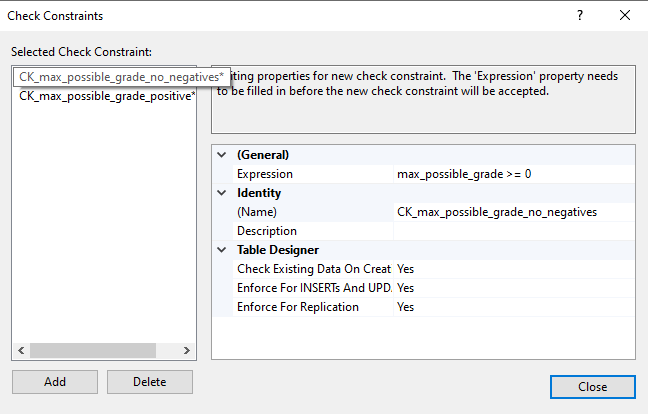 Check Constraints
Selected Check Constraint:
CK_max_possible_grade_no_negatives*
CK_max_possible_grade_positive*
properties for new check constraint.  The 'Expression' property needs
to be filled in before the new check constraint will be accepted.
(General)
Expression max_possible_grade >= 0
Identity
(Name) CK_max_possible_grade_no_negatives
Description
Table Designer
Check Existing Data On Creat Yes
Enforce For INSERTs And UPD. Yes
Enforce For Replication Yes
Add
Delete
Close